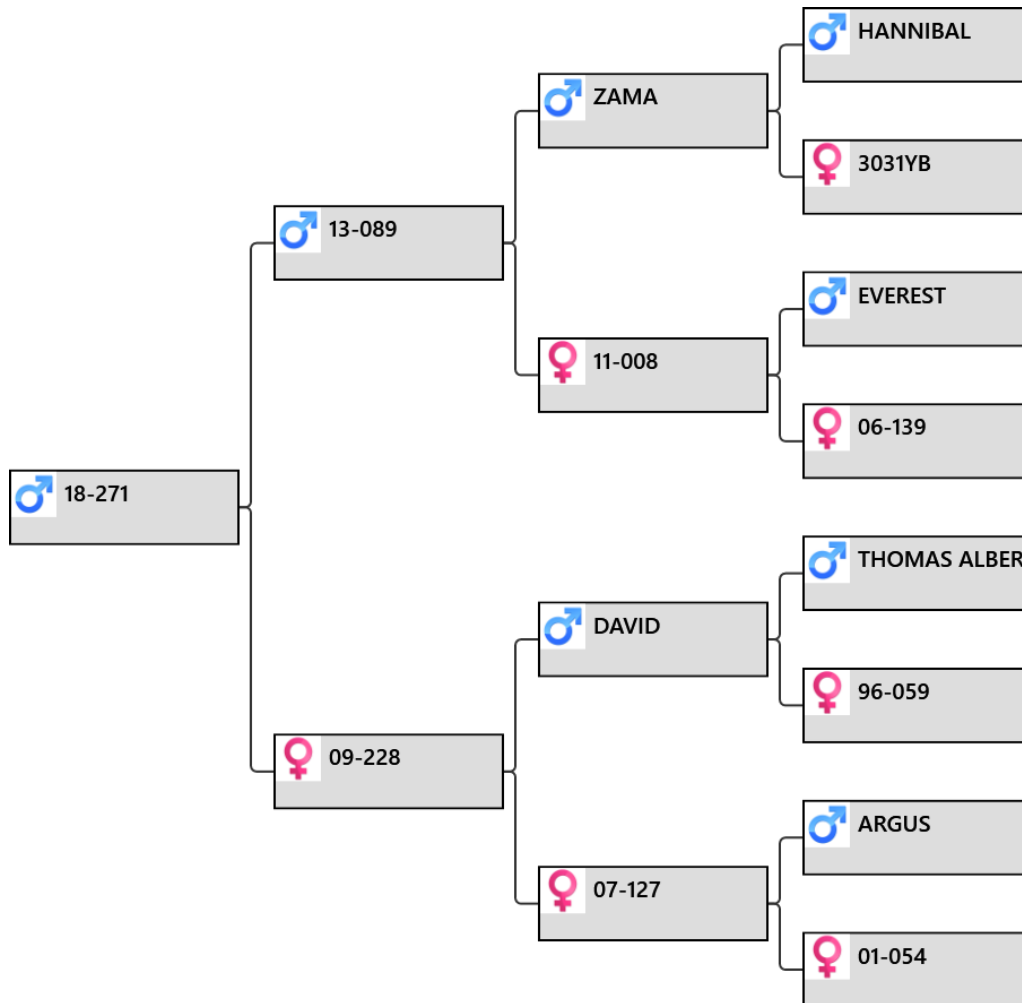 HANNIBAL
ZAMA
3031YB
13-089
EVEREST
11-008
06-139
18-271
THOMAS ALBER
DAVID
96-059
09-228
ARGUS
07-127
01-054